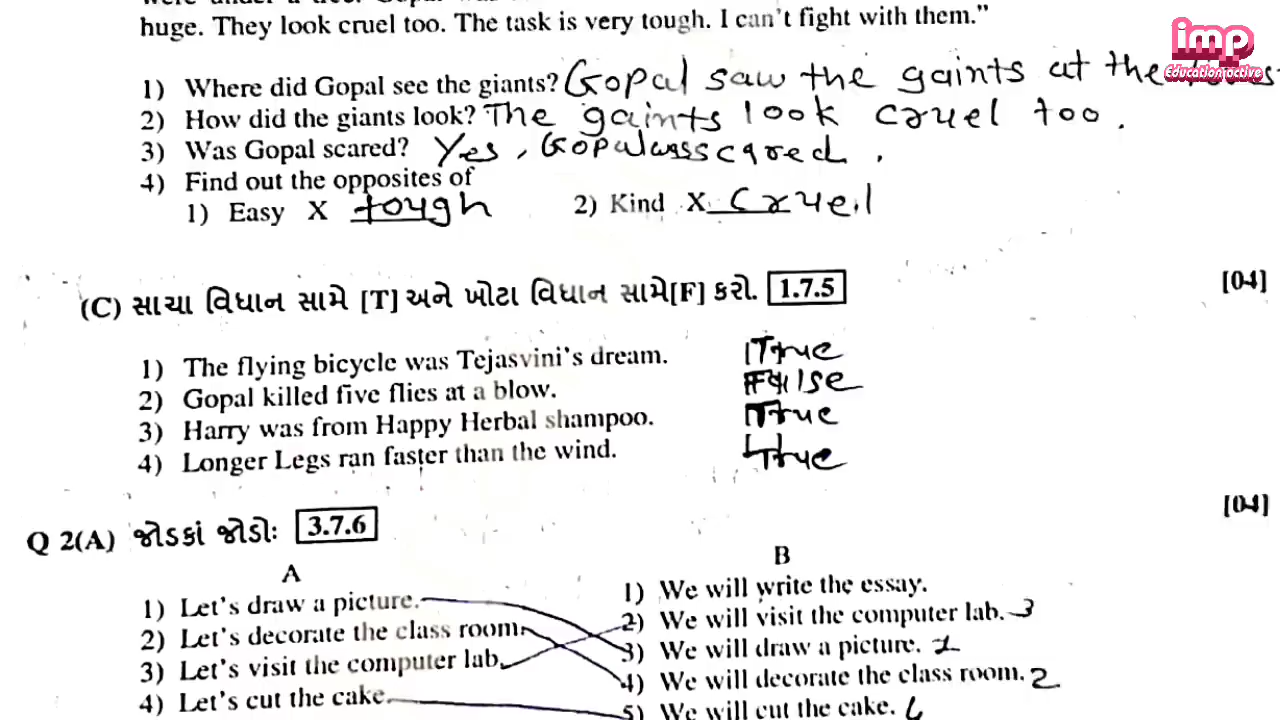 huge. They look cruel too. The task is very tough. I can't fight with them."
imp
Education active
1) Where did Gopal see the giants? Gopal saw the gaints at the
2) How did the giants look? The gaints look cruel too.
3) Was Gopal scared? Yes, Gopal was scared.
4) Find out the opposites of
1) Easy X tough 2) Kind X Cruel
(C) સાચા વિધાન સામે [T] અને ખોટા વિધાન સામે [F] કરો. 1.7.5 [04]
1) The flying bicycle was Tejasvini's dream. True
2) Gopal killed five flies at a blow. False
3) Harry was from Happy Herbal shampoo. True
4) Longer Legs ran faster than the wind. True
Q 2(A) જોડકાં જોડો: 3.7.6 [04]
A B
1) Let's draw a picture. 1) We will write the essay.
2) Let's decorate the class room. 2) We will visit the computer lab. 3
3) Let's visit the computer lab. 3) We will draw a picture. 1
4) Let's cut the cake. 4) We will decorate the class room. 2
5) We will cut the cake. 4